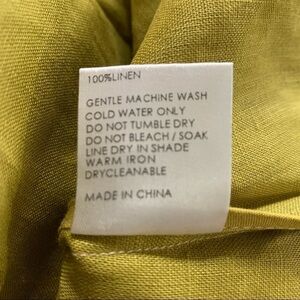 100%LINEN
GENTLE MACHINE WASH
COLD WATER ONLY
DO NOT TUMBLE DRY
DO NOT BLEACH / SOAK
LINE DRY IN SHADE
WARM IRON
DRYCLEANABLE
MADE IN CHINA